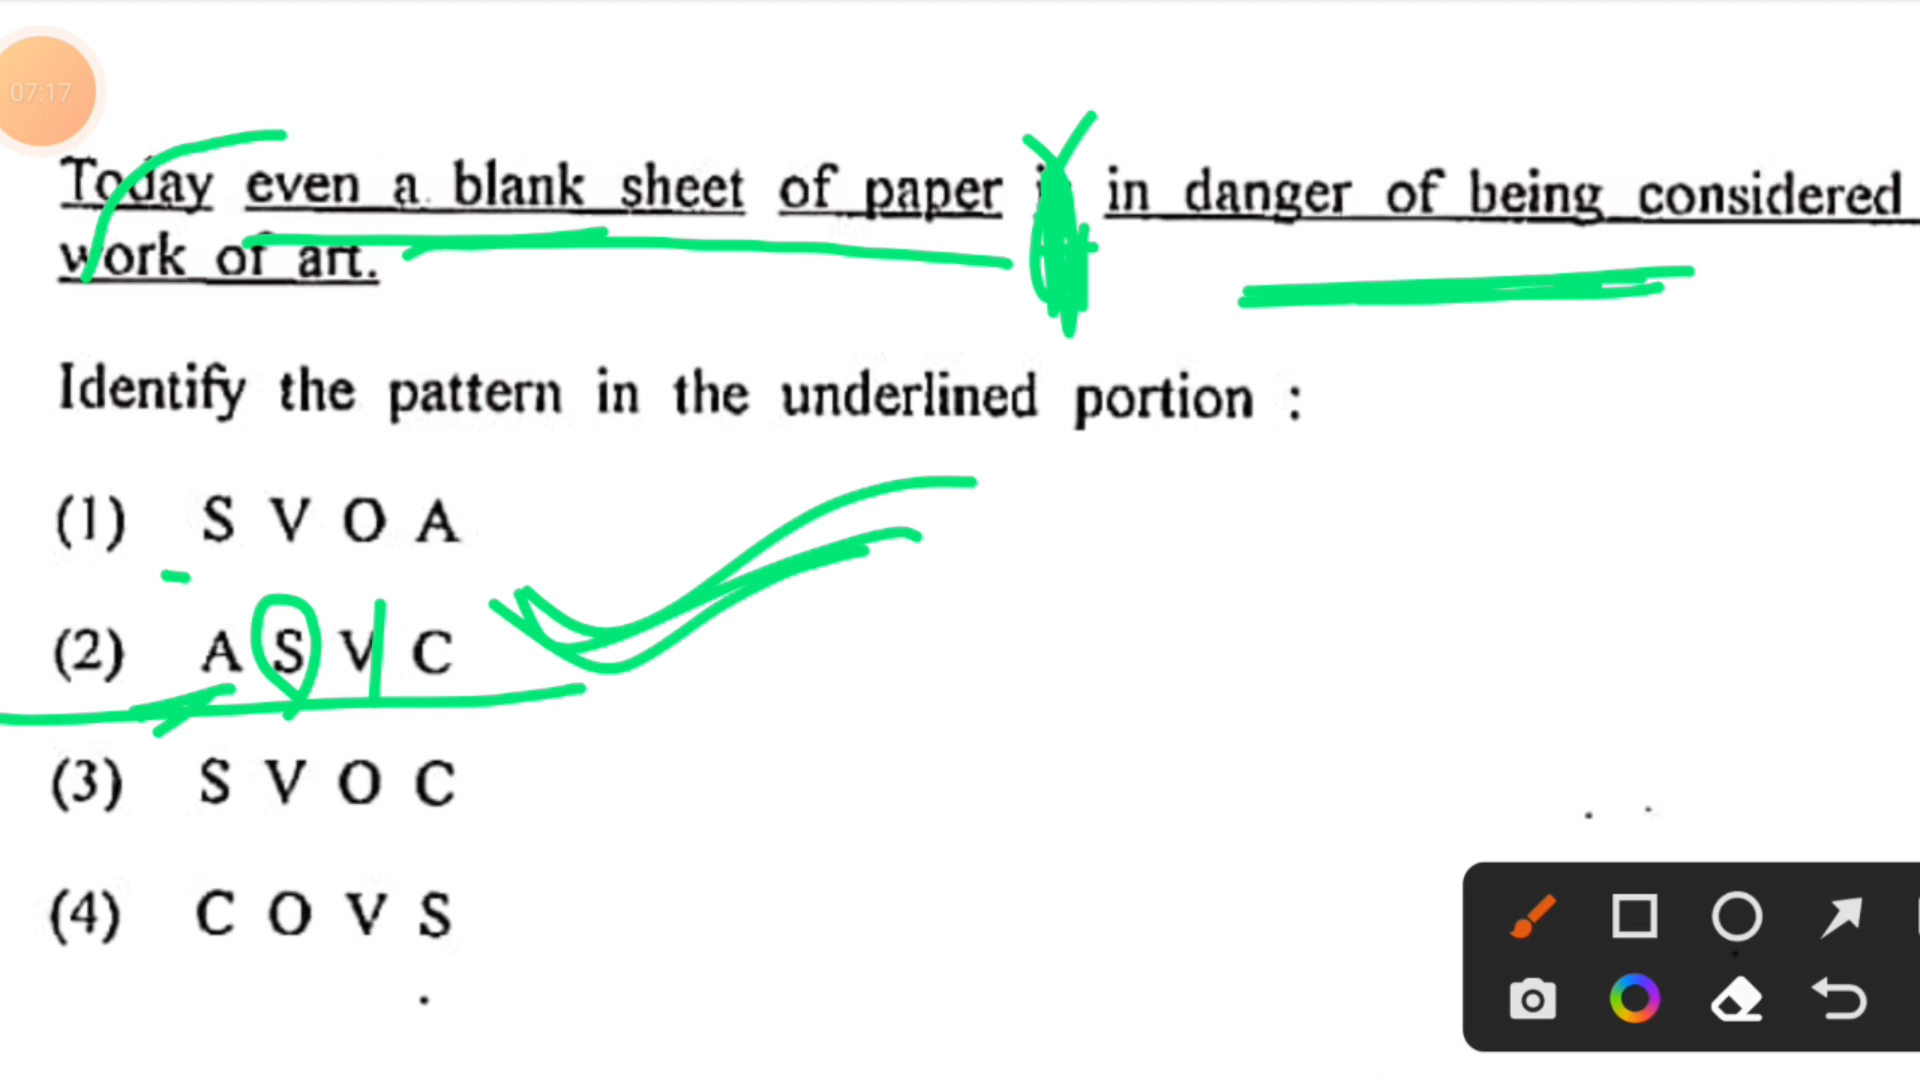 07:17
Today even a blank sheet of paper in danger of being considered
work of art.
Identify the pattern in the underlined portion :
(1) S V O A
(2) A S V C
(3) S V O C
(4) C O V S